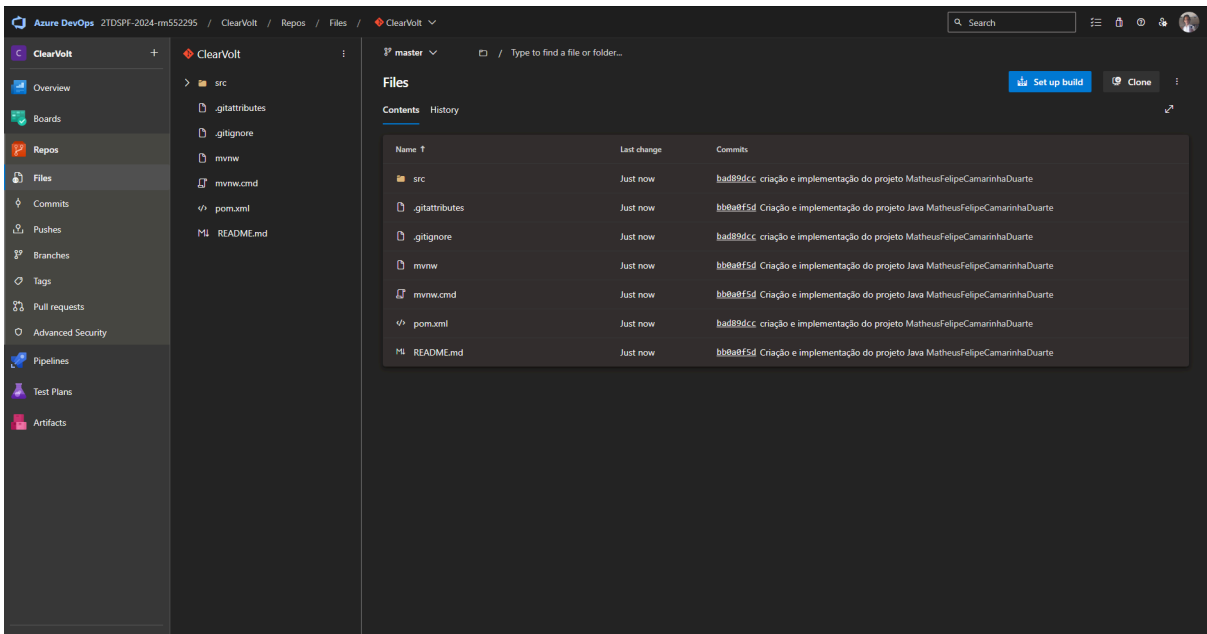 Azure DevOps 2TDSPF-2024-rm552295 / ClearVolt / Repos / Files / ClearVolt
Search
C ClearVolt +
Overview
Boards
Repos
Files
Commits
Pushes
Branches
Tags
Pull requests
Advanced Security
Pipelines
Test Plans
Artifacts
ClearVolt
src
.gitattributes
.gitignore
mvnw
mvnw.cmd
pom.xml
M↓ README.md
master / Type to find a file or folder...
Files
Set up build Clone
Contents History
Name ↑ Last change Commits
src Just now bad89dcc criação e implementação do projeto MatheusFelipeCamarinhaDuarte
.gitattributes Just now bb0a0f5d Criação e implementação do projeto Java MatheusFelipeCamarinhaDuarte
.gitignore Just now bad89dcc criação e implementação do projeto MatheusFelipeCamarinhaDuarte
mvnw Just now bb0a0f5d Criação e implementação do projeto Java MatheusFelipeCamarinhaDuarte
mvnw.cmd Just now bb0a0f5d Criação e implementação do projeto Java MatheusFelipeCamarinhaDuarte
pom.xml Just now bad89dcc criação e implementação do projeto MatheusFelipeCamarinhaDuarte
M↓ README.md Just now bb0a0f5d Criação e implementação do projeto Java MatheusFelipeCamarinhaDuarte